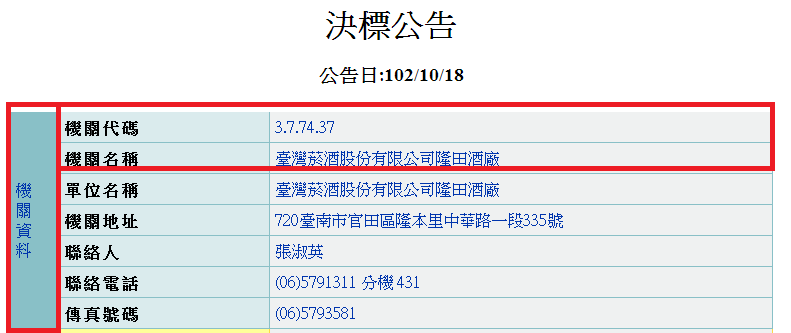 決標公告
公告日:102/10/18
機關資料
機關代碼 3.7.74.37
機關名稱 臺灣菸酒股份有限公司隆田酒廠
單位名稱 臺灣菸酒股份有限公司隆田酒廠
機關地址 720臺南市官田區隆本里中華路一段335號
聯絡人 張淑英
聯絡電話 (06)5791311 分機 431
傳真號碼 (06)5793581